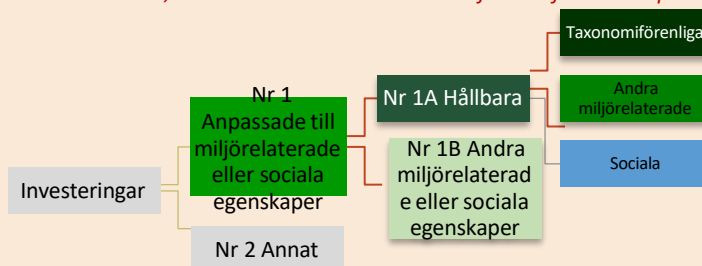 Taxonomiförenliga
Nr 1
Anpassade till
miljörelaterade
eller sociala
egenskaper
Nr 1A Hållbara
Andra
miljörelaterade
Nr 1B Andra
miljörelaterad
e eller sociala
egenskaper
Sociala
Investeringar
Nr 2 Annat